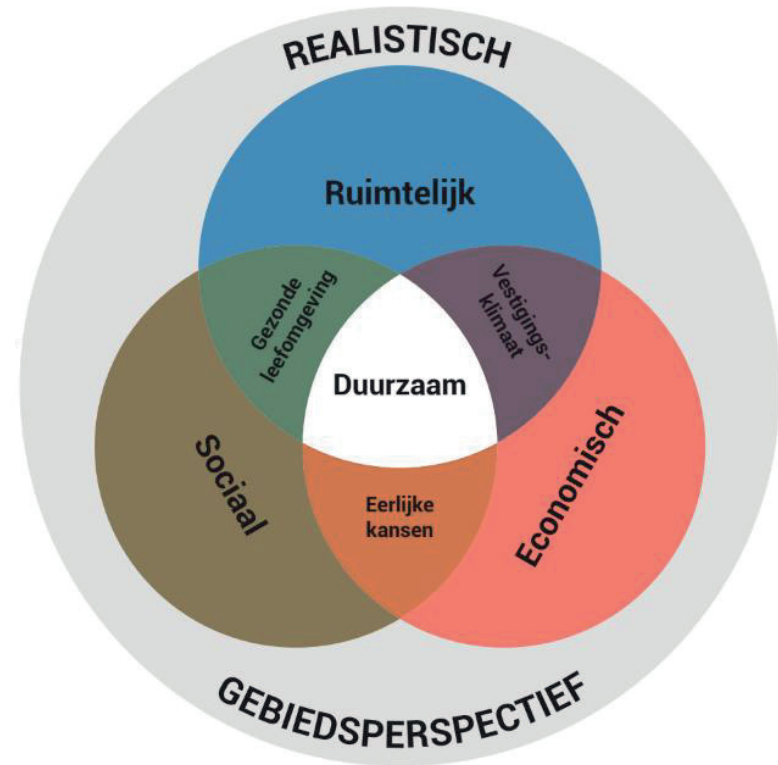 REALISTISCH
Ruimtelijk
Gezonde
leefomgeving
Vestigings-
klimaat
Duurzaam
Sociaal
Economisch
Eerlijke
kansen
GEBIEDSPERSPECTIEF